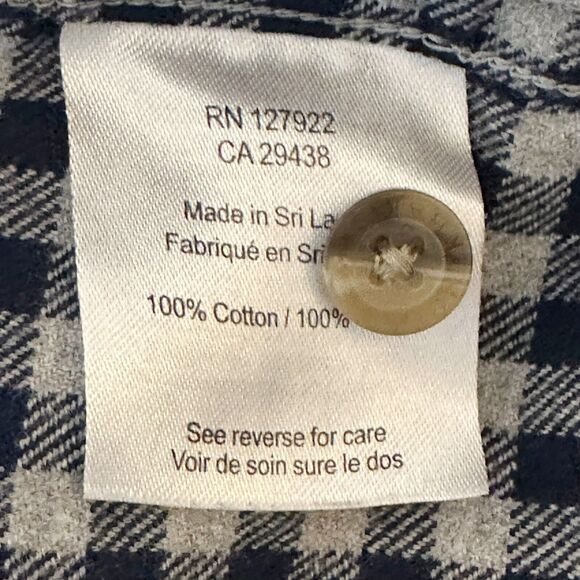 RN 127922
CA 29438
Made in Sri La
Fabriqué en Sri
100% Cotton / 100%
See reverse for care
Voir de soin sure le dos